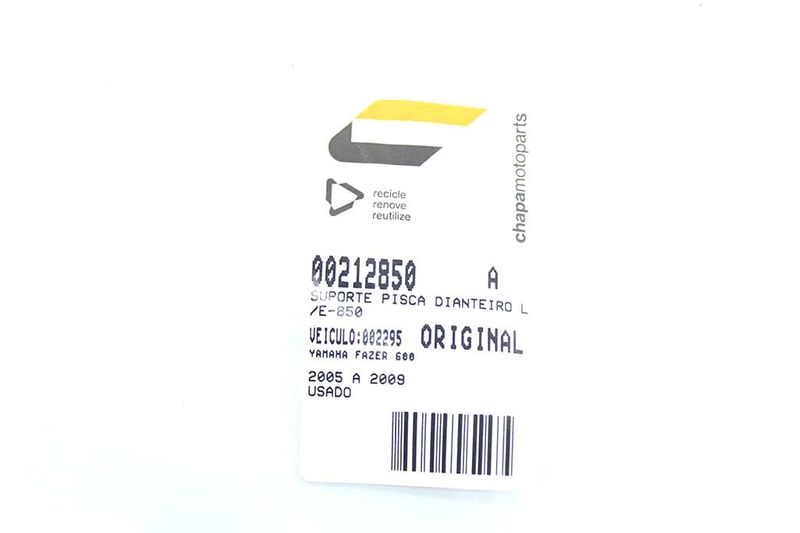 recicle
renove
reutilize
chapamotoparts
00212850 A
SUPORTE PISCA DIANTEIRO L
/E-850
VEICULO:002295 ORIGINAL
YAMAHA FAZER 600
2005 A 2009
USADO